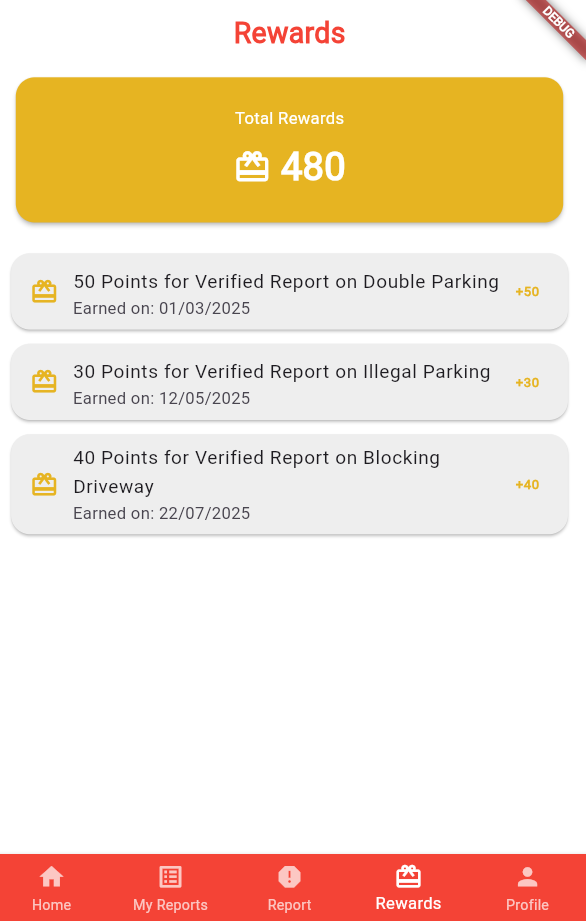 Rewards
DEBUG
Total Rewards
480
50 Points for Verified Report on Double Parking
+50
Earned on: 01/03/2025
30 Points for Verified Report on Illegal Parking
+30
Earned on: 12/05/2025
40 Points for Verified Report on Blocking
Driveway
+40
Earned on: 22/07/2025
Home
My Reports
Report
Rewards
Profile